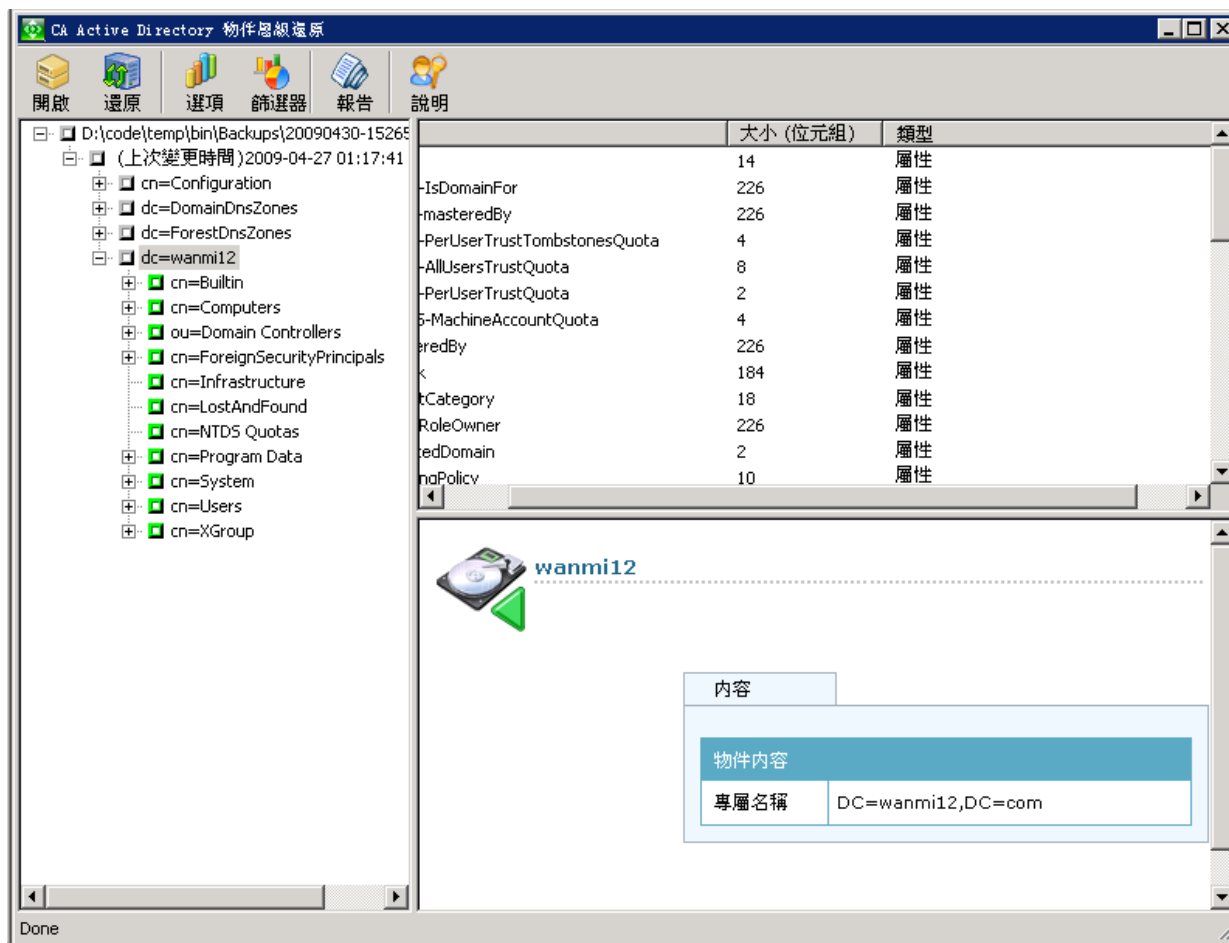 CA Active Directory 物件層級還原
開啟 還原 選項 篩選器 報告 說明
D:\code\temp\bin\Backups\20090430-15265
(上次變更時間)2009-04-27 01:17:41
cn=Configuration
dc=DomainDnsZones
dc=ForestDnsZones
dc=wanmi12
cn=Builtin
cn=Computers
ou=Domain Controllers
cn=ForeignSecurityPrincipals
cn=Infrastructure
cn=LostAndFound
cn=NTDS Quotas
cn=Program Data
cn=System
cn=Users
cn=XGroup
大小 (位元組) 類型
14 屬性
-IsDomainFor 226 屬性
-masteredBy 226 屬性
-PerUserTrustTombstonesQuota 4 屬性
-AllUsersTrustQuota 8 屬性
-PerUserTrustQuota 2 屬性
S-MachineAccountQuota 4 屬性
eredBy 226 屬性
k 184 屬性
tCategory 18 屬性
RoleOwner 226 屬性
edDomain 2 屬性
ngPolicy 10 屬性
wanmi12
內容
物件內容
專屬名稱 DC=wanmi12,DC=com
Done